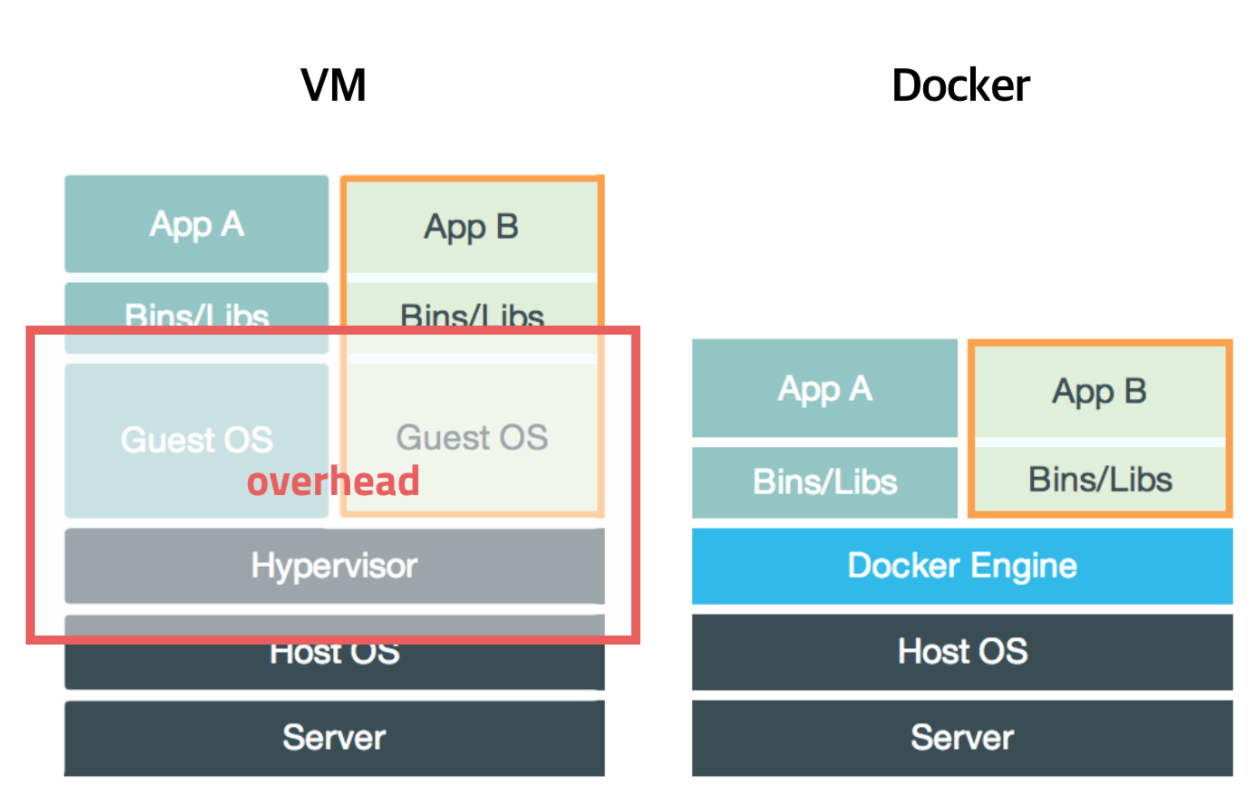 VM
App A
App B
Bins/Libs
Bins/Libs
Guest OS
Guest OS
overhead
Hypervisor
Host OS
Server
Docker
App A
App B
Bins/Libs
Bins/Libs
Docker Engine
Host OS
Server